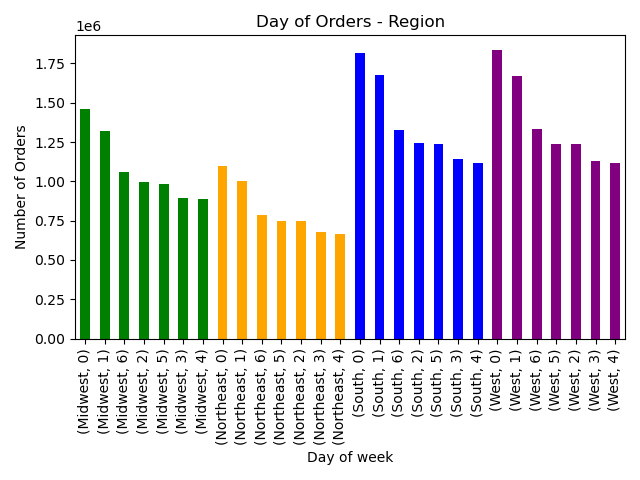 Day of Orders - Region
1e6
1.75
1.50
1.25
1.00
0.75
0.50
0.25
0.00
Number of Orders
(Midwest, 0)
(Midwest, 1)
(Midwest, 6)
(Midwest, 2)
(Midwest, 5)
(Midwest, 3)
(Midwest, 4)
(Northeast, 0)
(Northeast, 1)
(Northeast, 6)
(Northeast, 5)
(Northeast, 2)
(Northeast, 3)
(Northeast, 4)
(South, 0)
(South, 1)
(South, 6)
(South, 2)
(South, 5)
(South, 3)
(South, 4)
(West, 0)
(West, 1)
(West, 6)
(West, 5)
(West, 2)
(West, 3)
(West, 4)
Day of week